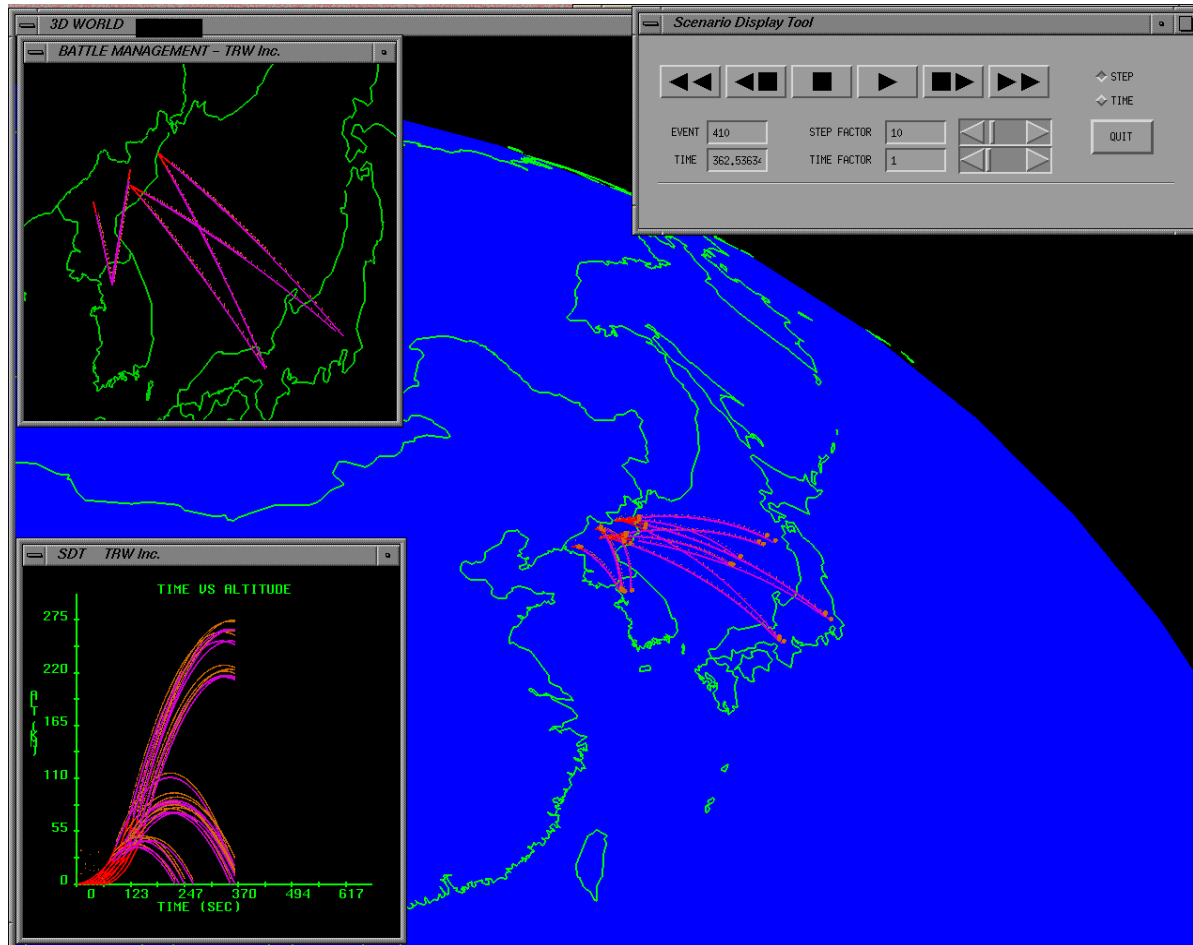 3D WORLD
BATTLE MANAGEMENT - TRW Inc.
Scenario Display Tool
STEP
TIME
EVENT 410 STEP FACTOR 10
TIME 362.53634 TIME FACTOR 1
QUIT
SDT TRW Inc.
TIME VS ALTITUDE
275
220
165
110
55
0
0 123 247 370 494 617
TIME (SEC)